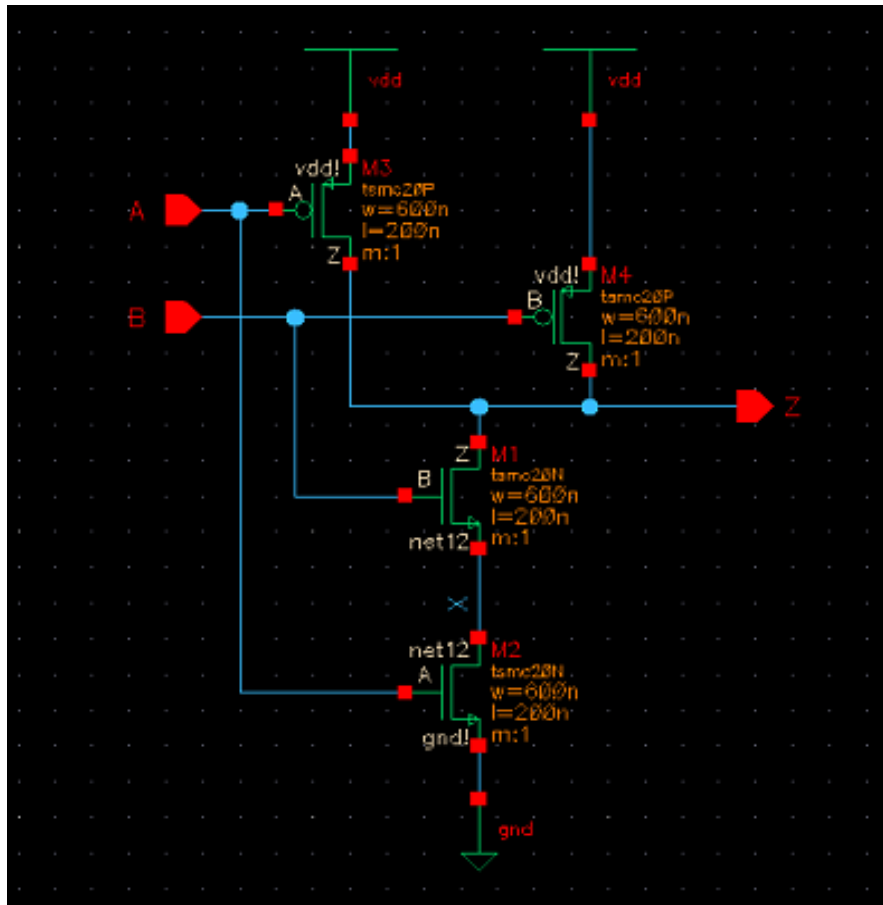 vdd
vdd
vdd!
M3
A
tsmc20P
w=600n
l=200n
Z
m:1
A
B
vdd!
M4
B
tsmc20P
w=600n
l=200n
Z
m:1
Z
Z
M1
B
tsmc20N
w=600n
l=200n
net12
m:1
X
net12
M2
A
tsmc20N
w=600n
l=200n
gnd!
m:1
gnd